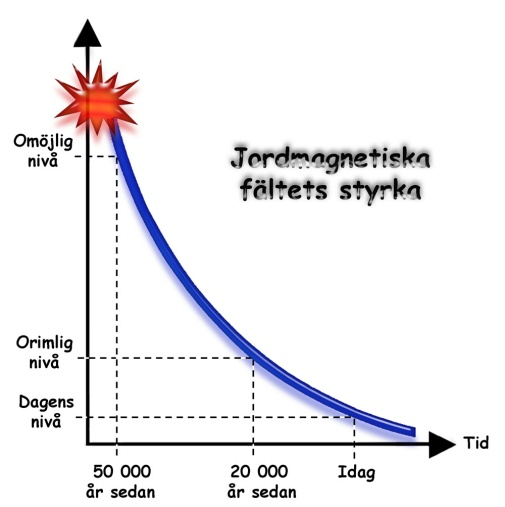 Omöjlig
nivå
Jordmagnetiska
fältets styrka
Orimlig
nivå
Dagens
nivå
Tid
50 000
år sedan
20 000
år sedan
Idag